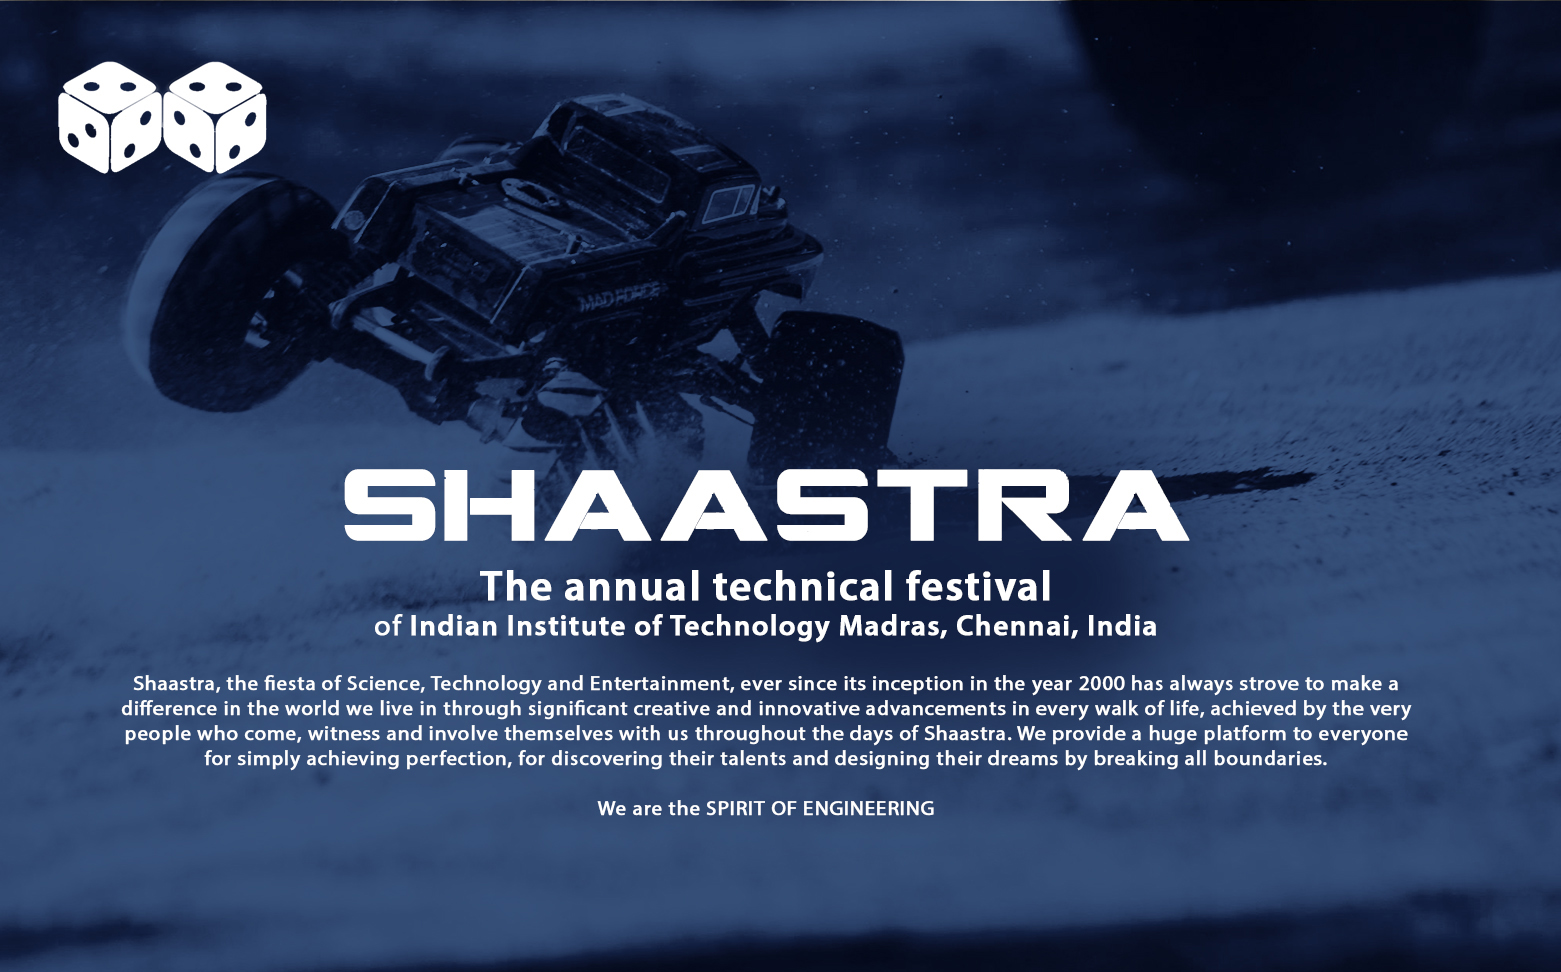 MAD FORCE
SHAASTRA
The annual technical festival
of Indian Institute of Technology Madras, Chennai, India
Shaastra, the fiesta of Science, Technology and Entertainment, ever since its inception in the year 2000 has always strove to make a
difference in the world we live in through significant creative and innovative advancements in every walk of life, achieved by the very
people who come, witness and involve themselves with us throughout the days of Shaastra. We provide a huge platform to everyone
for simply achieving perfection, for discovering their talents and designing their dreams by breaking all boundaries.
We are the SPIRIT OF ENGINEERING